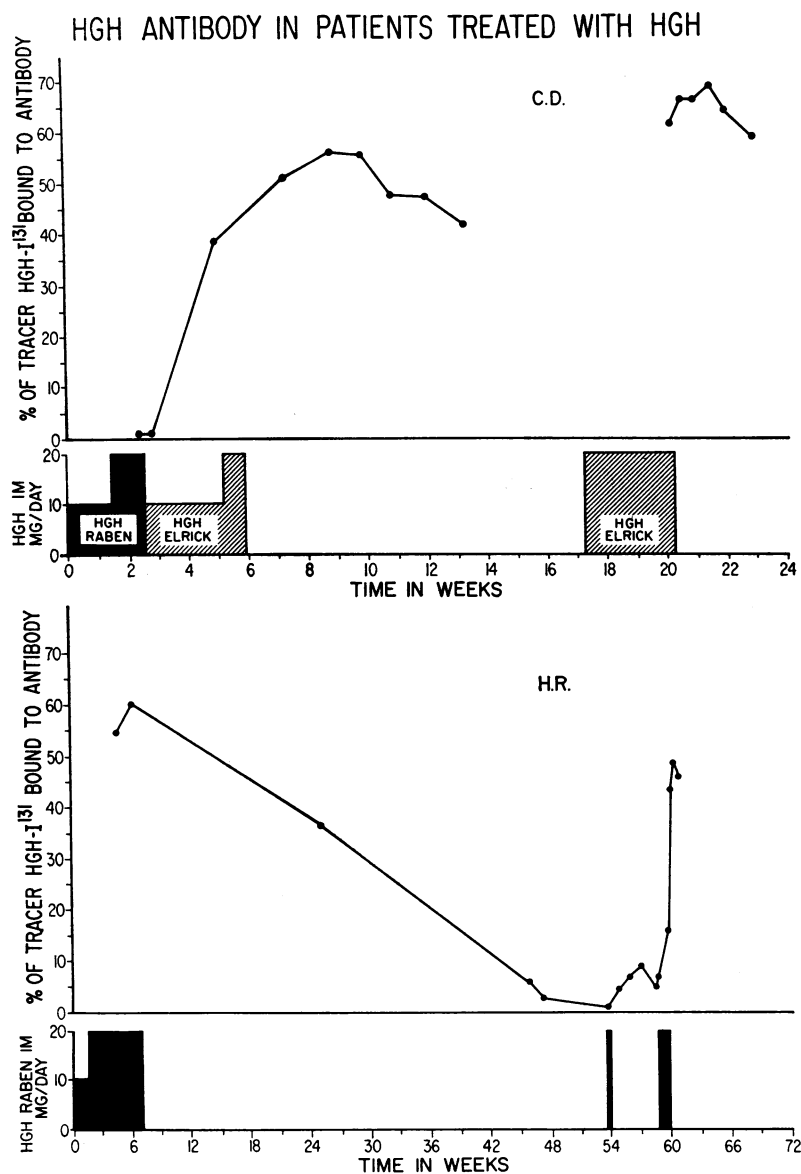 HGH ANTIBODY IN PATIENTS TREATED WITH HGH
% OF TRACER HGH-I131 BOUND TO ANTIBODY
70
60
50
40
30
20
10
0
C.D.
HGH IM
MG/DAY
20
10
0
HGH
RABEN
HGH
ELRICK
HGH
ELRICK
0 2 4 6 8 10 12 14 16 18 20 22 24
TIME IN WEEKS
% OF TRACER HGH-I131 BOUND TO ANTIBODY
70
60
50
40
30
20
10
0
H.R.
HGH RABEN IM
MG/DAY
20
10
0
0 6 12 18 24 30 36 42 48 54 60 66 72
TIME IN WEEKS